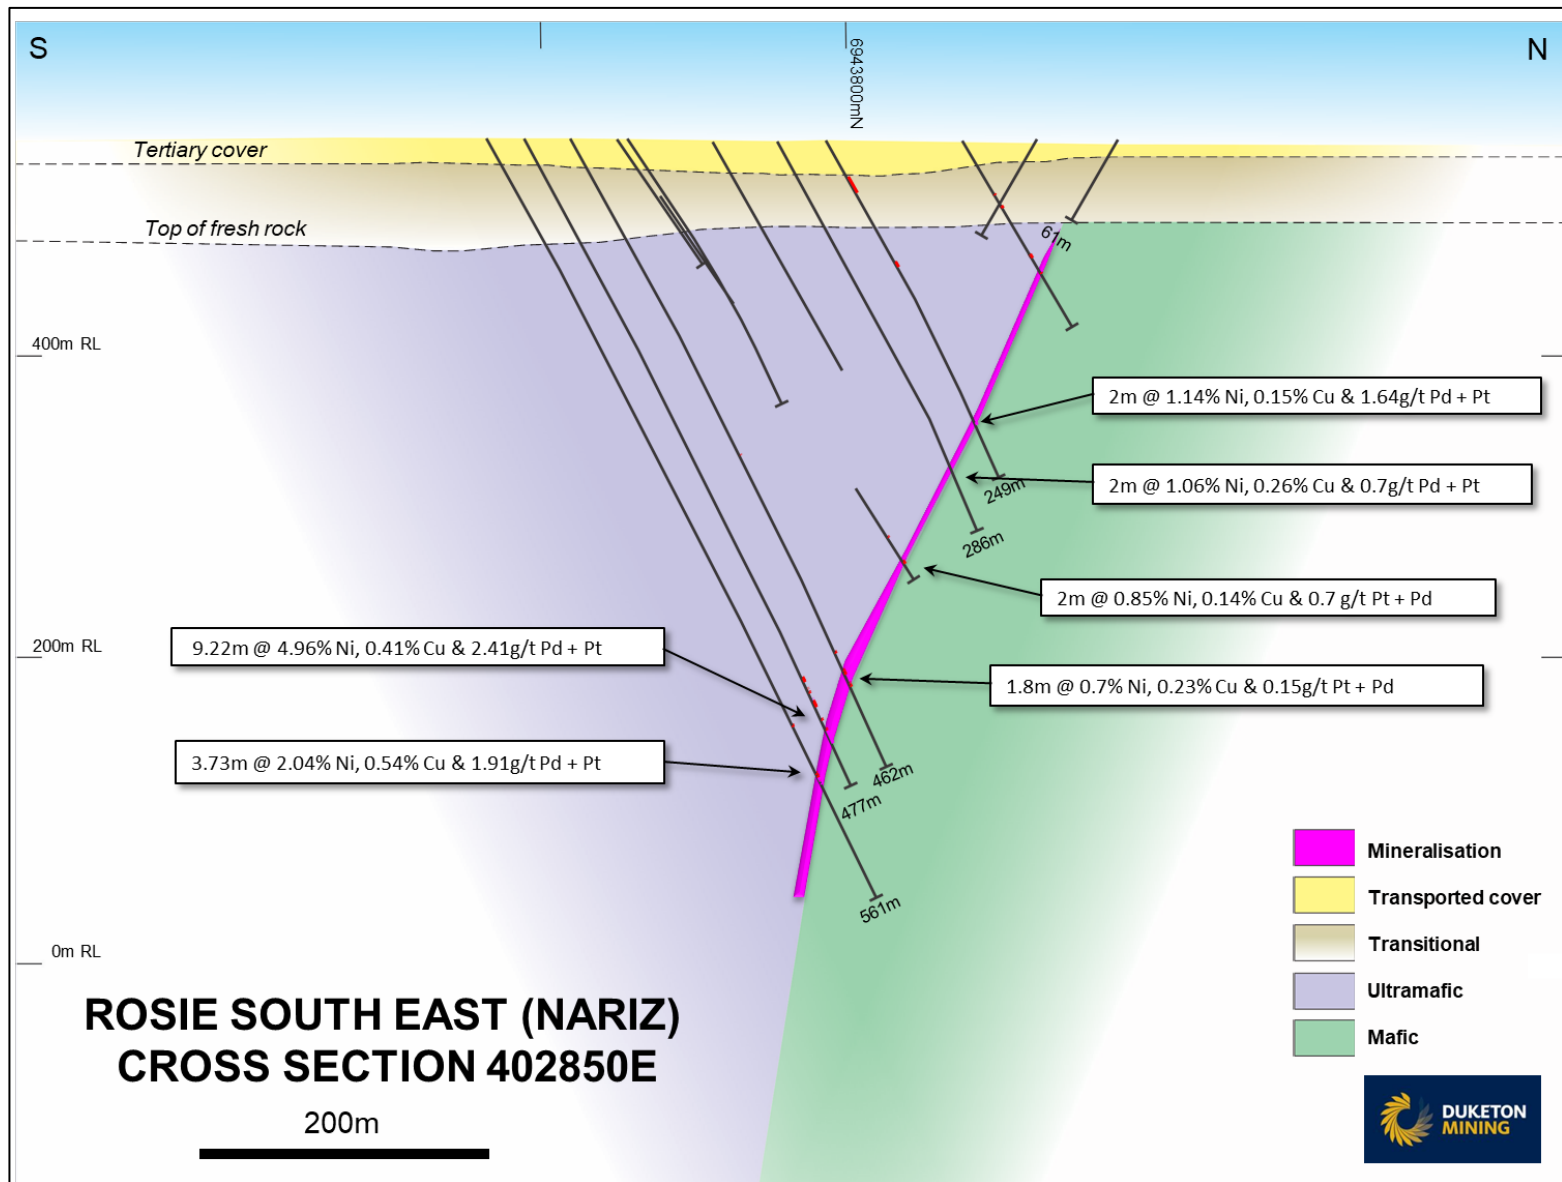 S
N
6943800mN
Tertiary cover
Top of fresh rock
61m
400m RL
2m @ 1.14% Ni, 0.15% Cu & 1.64g/t Pd + Pt
2m @ 1.06% Ni, 0.26% Cu & 0.7g/t Pd + Pt
249m
286m
2m @ 0.85% Ni, 0.14% Cu & 0.7 g/t Pt + Pd
200m RL
9.22m @ 4.96% Ni, 0.41% Cu & 2.41g/t Pd + Pt
1.8m @ 0.7% Ni, 0.23% Cu & 0.15g/t Pt + Pd
3.73m @ 2.04% Ni, 0.54% Cu & 1.91g/t Pd + Pt
462m
477m
561m
0m RL
Mineralisation
Transported cover
Transitional
Ultramafic
Mafic
ROSIE SOUTH EAST (NARIZ)
CROSS SECTION 402850E
200m
DUKETON
MINING